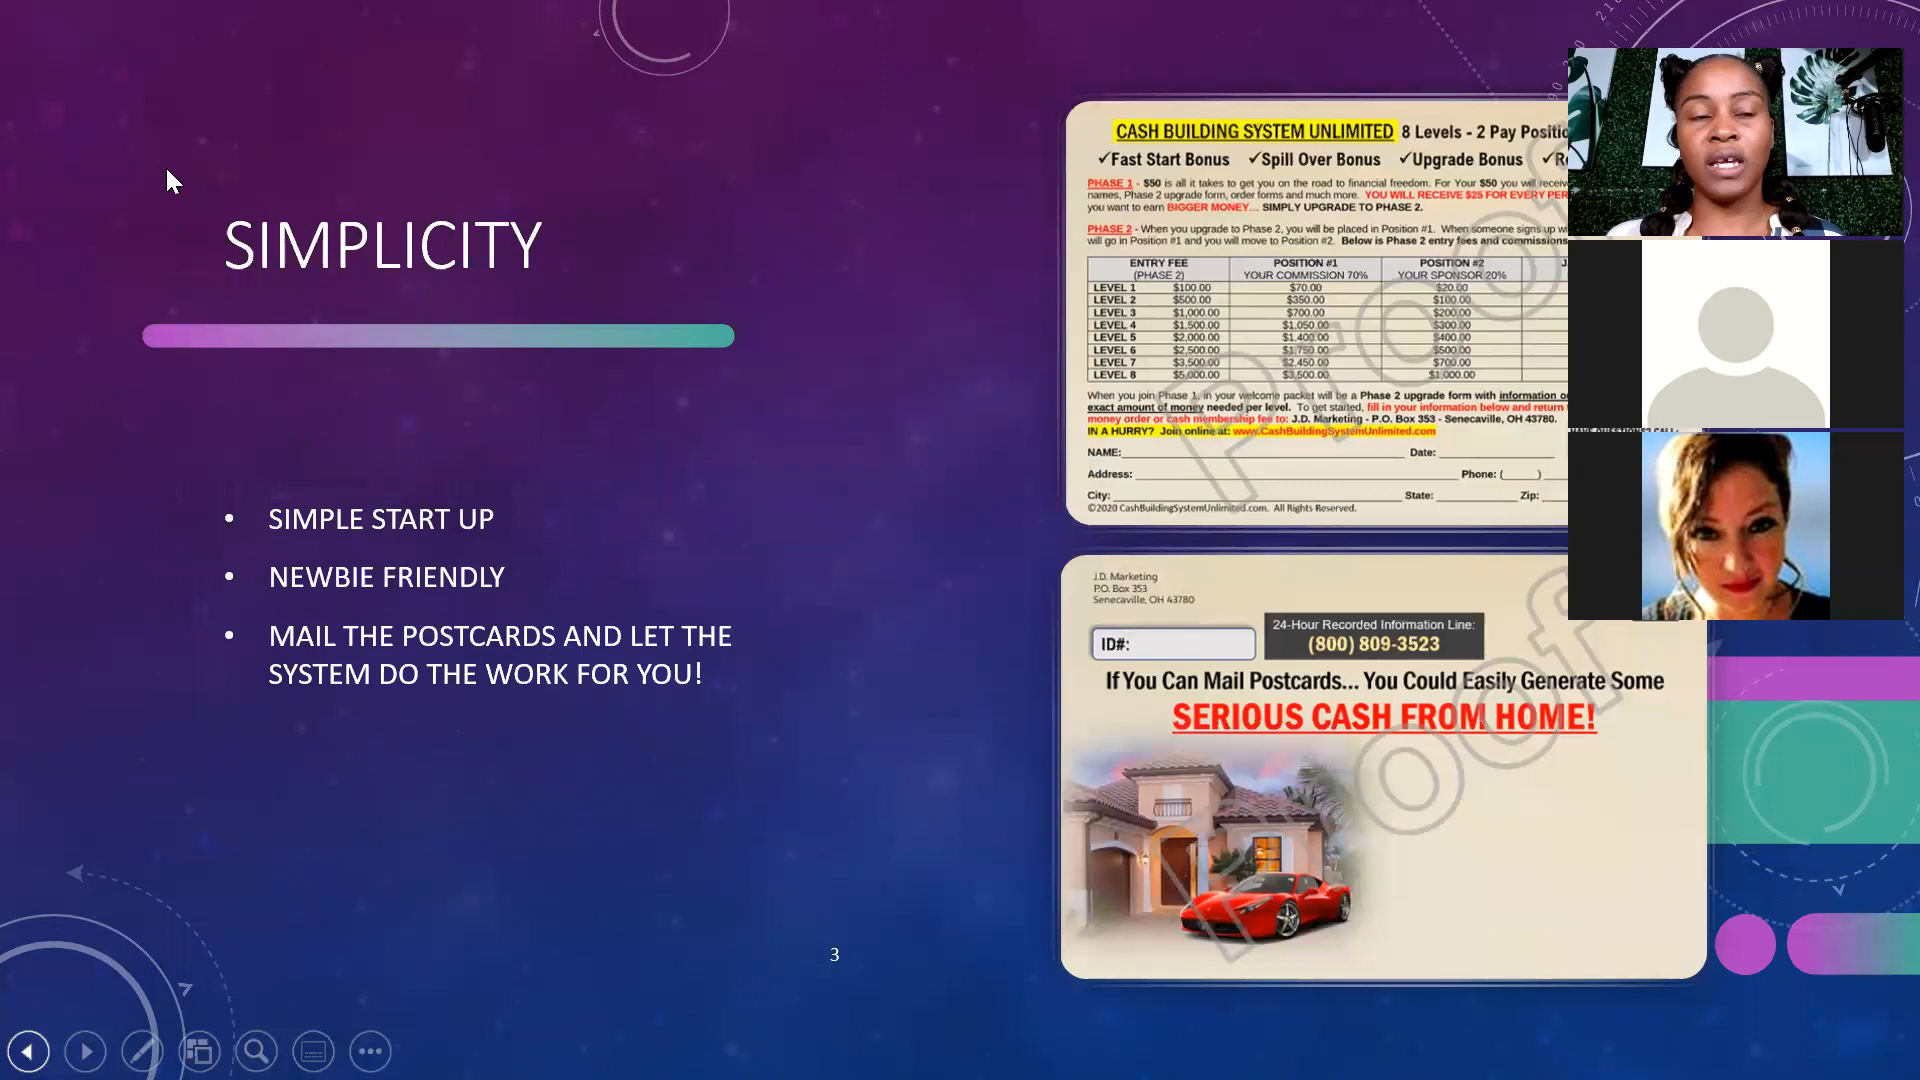 SIMPLICITY
• SIMPLE START UP
• NEWBIE FRIENDLY
• MAIL THE POSTCARDS AND LET THE
SYSTEM DO THE WORK FOR YOU!
3
CASH BUILDING SYSTEM UNLIMITED 8 Levels - 2 Pay Positio
✓Fast Start Bonus ✓Spill Over Bonus ✓Upgrade Bonus ✓R
PHASE 1 - $50 is all it takes to get you on the road to financial freedom. For Your $50 you will receiv
names, Phase 2 upgrade form, order forms and much more. YOU WILL RECEIVE $25 FOR EVERY PER
you want to earn BIGGER MONEY... SIMPLY UPGRADE TO PHASE 2.
PHASE 2 - When you upgrade to Phase 2, you will be placed in Position #1. When someone signs up w
will go in Position #1 and you will move to Position #2. Below is Phase 2 entry fees and commissions
ENTRY FEE POSITION #1 POSITION #2 J.
(PHASE 2) YOUR COMMISSION 70% YOUR SPONSOR 20%
LEVEL 1 $100.00 $70.00 $20.00
LEVEL 2 $500.00 $350.00 $100.00
LEVEL 3 $1,000.00 $700.00 $200.00
LEVEL 4 $1,500.00 $1,050.00 $300.00
LEVEL 5 $2,000.00 $1,400.00 $400.00
LEVEL 6 $2,500.00 $1,750.00 $500.00
LEVEL 7 $3,500.00 $2,450.00 $700.00
LEVEL 8 $5,000.00 $3,500.00 $1,000.00
When you join Phase 1, in your welcome packet will be a Phase 2 upgrade form with information o
exact amount of money needed per level. To get started, fill in your information below and return
money order or cash membership fee to: J.D. Marketing - P.O. Box 353 - Senecaville, OH 43780.
IN A HURRY? Join online at: www.CashBuildingSystemUnlimited.com
NAME: Date:
Address: Phone: ( )
City: State: Zip:
©2020 CashBuildingSystemUnlimited.com. All Rights Reserved.
Proof
J.D. Marketing
P.O. Box 353
Senecaville, OH 43780
ID#:
24-Hour Recorded Information Line:
(800) 809-3523
If You Can Mail Postcards... You Could Easily Generate Some
SERIOUS CASH FROM HOME!
Proof